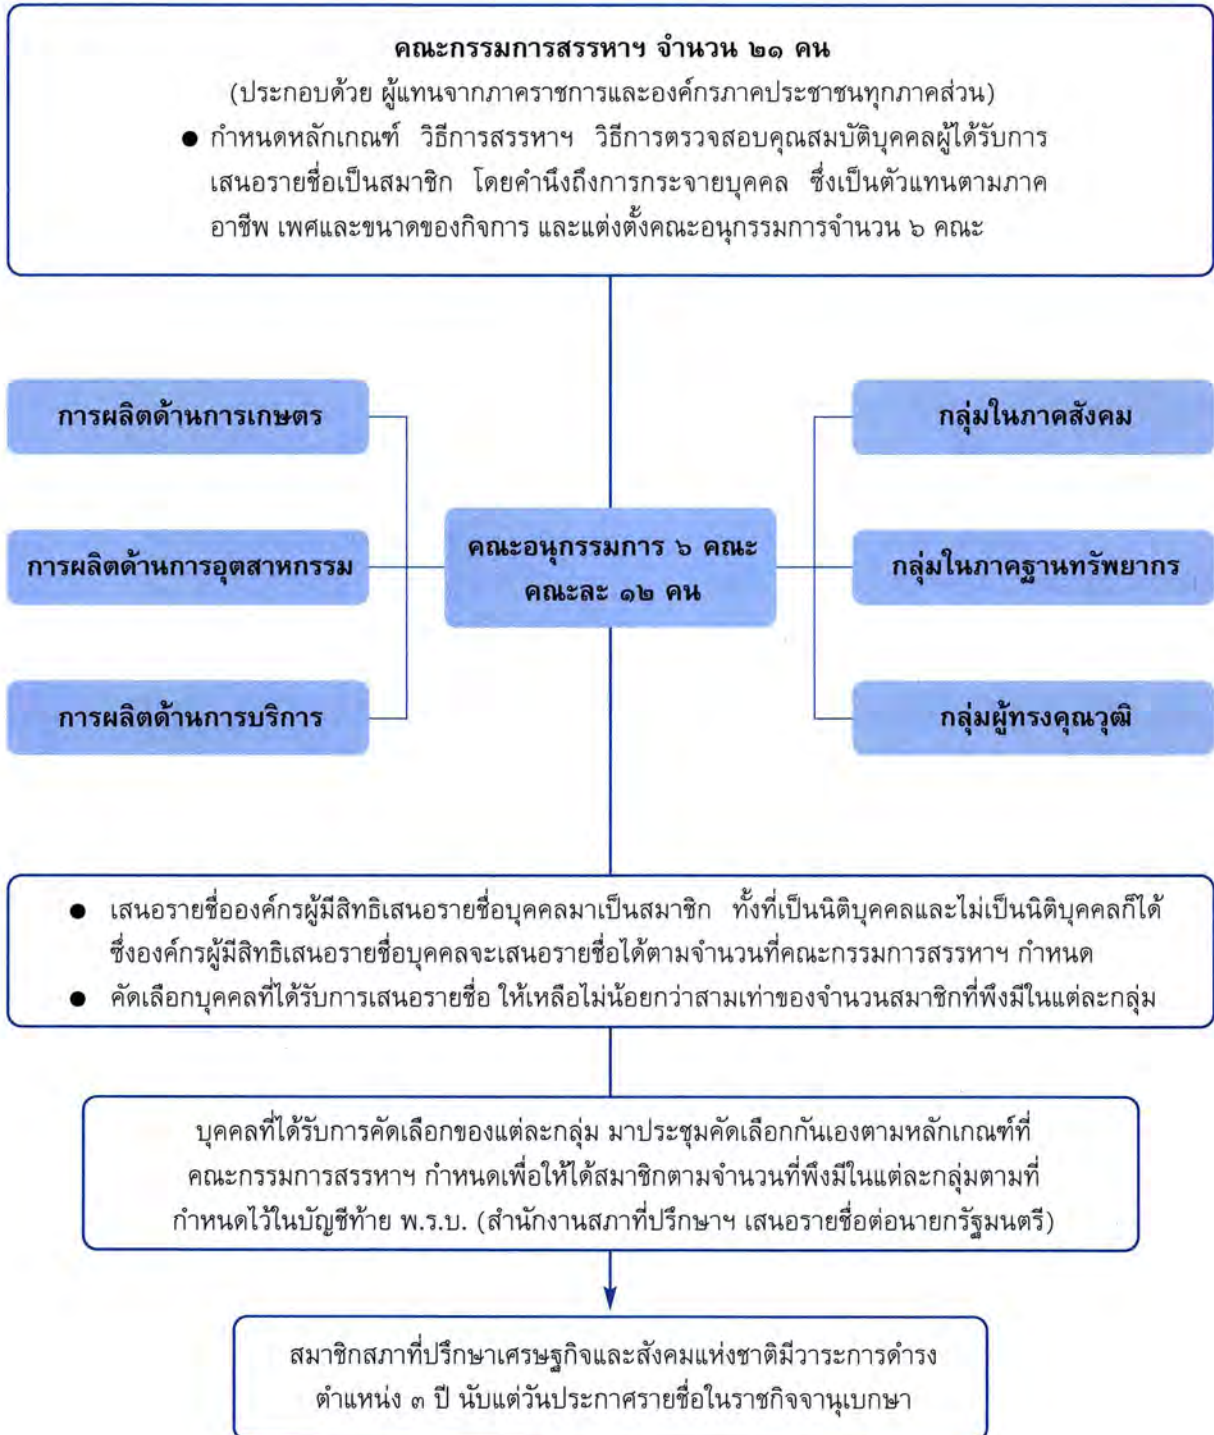 คณะกรรมการสรรหาฯ จำนวน ๒๑ คน
(ประกอบด้วย ผู้แทนจากภาคราชการและองค์กรภาคประชาชนทุกภาคส่วน)
● กำหนดหลักเกณฑ์ วิธีการสรรหาฯ วิธีการตรวจสอบคุณสมบัติบุคคลผู้ได้รับการ
เสนอรายชื่อเป็นสมาชิก โดยคำนึงถึงการกระจายบุคคล ซึ่งเป็นตัวแทนตามภาค
อาชีพ เพศและขนาดของกิจการ และแต่งตั้งคณะอนุกรรมการจำนวน ๖ คณะ
การผลิตด้านการเกษตร
กลุ่มในภาคสังคม
คณะอนุกรรมการ ๖ คณะ
คณะละ ๑๒ คน
การผลิตด้านการอุตสาหกรรม
กลุ่มในภาคฐานทรัพยากร
การผลิตด้านการบริการ
กลุ่มผู้ทรงคุณวุฒิ
● เสนอรายชื่อองค์กรผู้มีสิทธิเสนอรายชื่อบุคคลมาเป็นสมาชิก ทั้งที่เป็นนิติบุคคลและไม่เป็นนิติบุคคลก็ได้
ซึ่งองค์กรผู้มีสิทธิเสนอรายชื่อบุคคลจะเสนอรายชื่อได้ตามจำนวนที่คณะกรรมการสรรหาฯ กำหนด
● คัดเลือกบุคคลที่ได้รับการเสนอรายชื่อ ให้เหลือไม่น้อยกว่าสามเท่าของจำนวนสมาชิกที่พึงมีในแต่ละกลุ่ม
บุคคลที่ได้รับการคัดเลือกของแต่ละกลุ่ม มาประชุมคัดเลือกกันเองตามหลักเกณฑ์ที่
คณะกรรมการสรรหาฯ กำหนดเพื่อให้ได้สมาชิกตามจำนวนที่พึงมีในแต่ละกลุ่มตามที่
กำหนดไว้ในบัญชีท้าย พ.ร.บ. (สำนักงานสภาที่ปรึกษาฯ เสนอรายชื่อต่อนายกรัฐมนตรี)
สมาชิกสภาที่ปรึกษาเศรษฐกิจและสังคมแห่งชาติมีวาระการดำรง
ตำแหน่ง ๓ ปี นับแต่วันประกาศรายชื่อในราชกิจจานุเบกษา